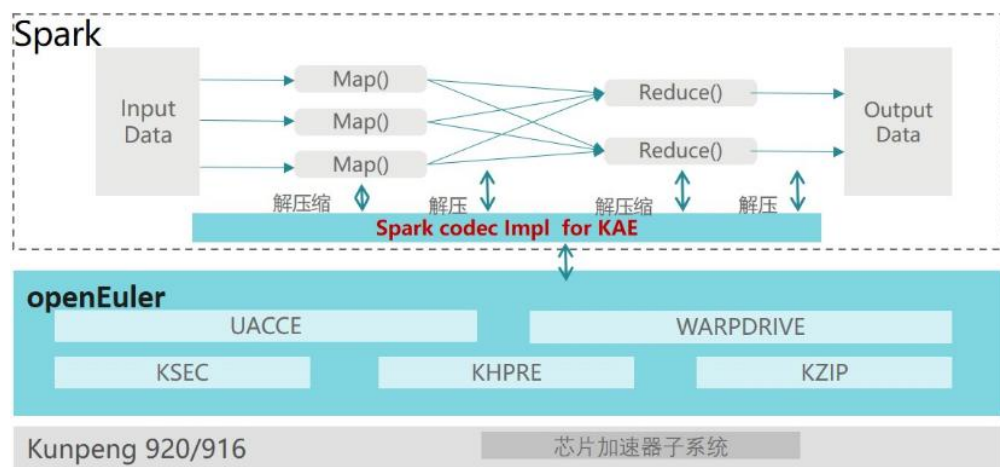 Spark
Input
Data
Map()
Map()
Map()
Reduce()
Reduce()
Output
Data
解压缩
解压
解压缩
解压
Spark codec Impl for KAE
openEuler
UACCE
WARPDRIVE
KSEC
KHPRE
KZIP
Kunpeng 920/916
芯片加速器子系统